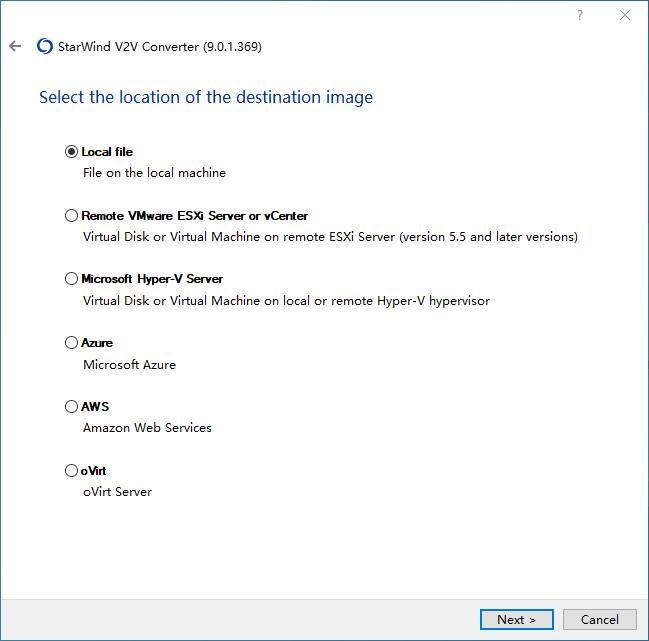 ?
StarWind V2V Converter (9.0.1.369)
Select the location of the destination image
Local file
File on the local machine
Remote VMware ESXi Server or vCenter
Virtual Disk or Virtual Machine on remote ESXi Server (version 5.5 and later versions)
Microsoft Hyper-V Server
Virtual Disk or Virtual Machine on local or remote Hyper-V hypervisor
Azure
Microsoft Azure
AWS
Amazon Web Services
oVirt
oVirt Server
Next >
Cancel